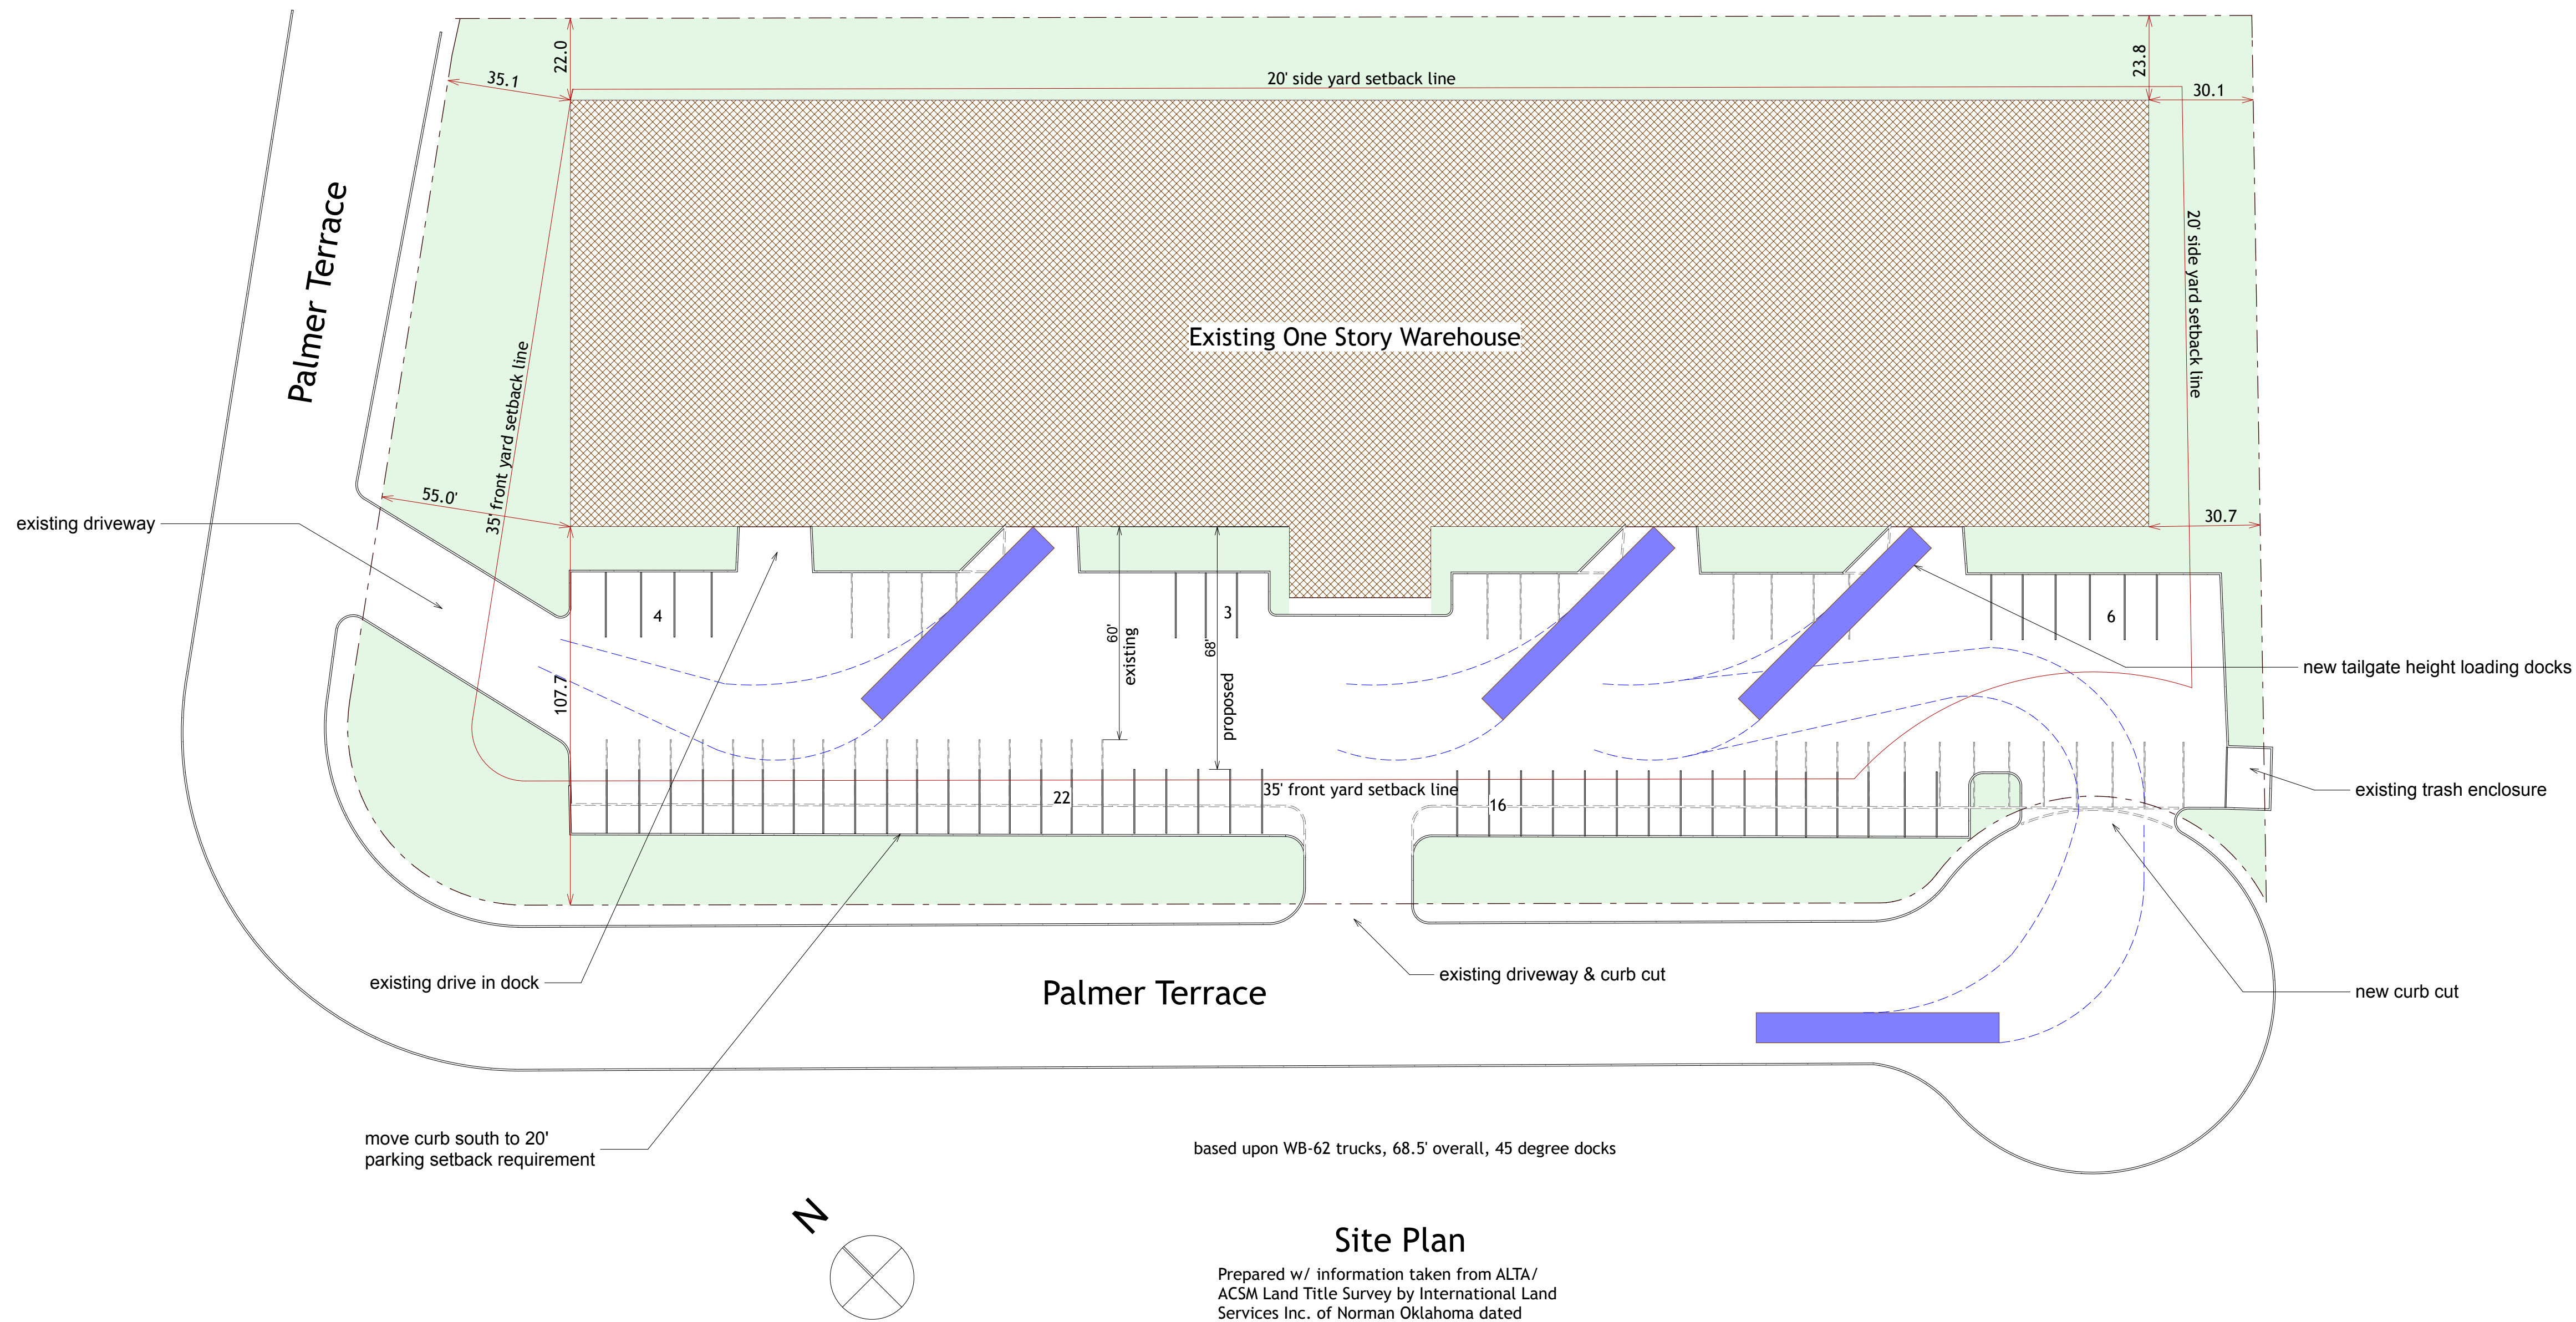 22.0
23.8
35.1
20' side yard setback line
30.1
Palmer Terrace
20' side yard setback line
Existing One Story Warehouse
35' front yard setback line
55.0'
existing driveway
30.7
4
3
6
60'
existing
68'
proposed
107.7
new tailgate height loading docks
35' front yard setback line
22
16
existing trash enclosure
existing drive in dock
existing driveway & curb cut
Palmer Terrace
new curb cut
move curb south to 20'
parking setback requirement
based upon WB-62 trucks, 68.5' overall, 45 degree docks
N
Site Plan
Prepared w/ information taken from ALTA/
ACSM Land Title Survey by International Land
Services Inc. of Norman Oklahoma dated